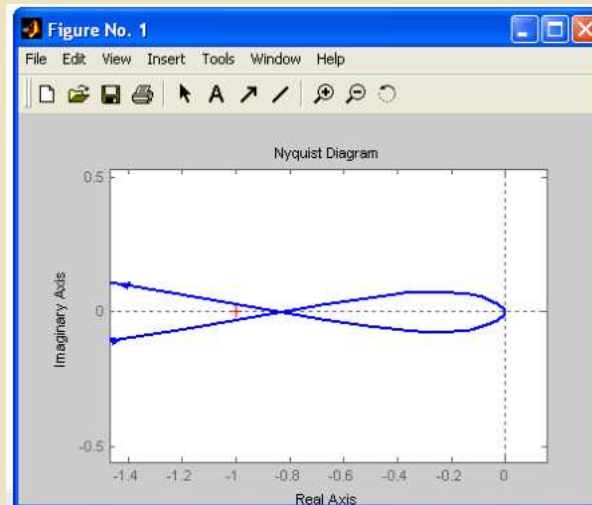 Figure No. 1
File Edit View Insert Tools Window Help
Nyquist Diagram
0.5
0
-0.5
Imaginary Axis
-1.4 -1.2 -1 -0.8 -0.6 -0.4 -0.2 0
Real Axis